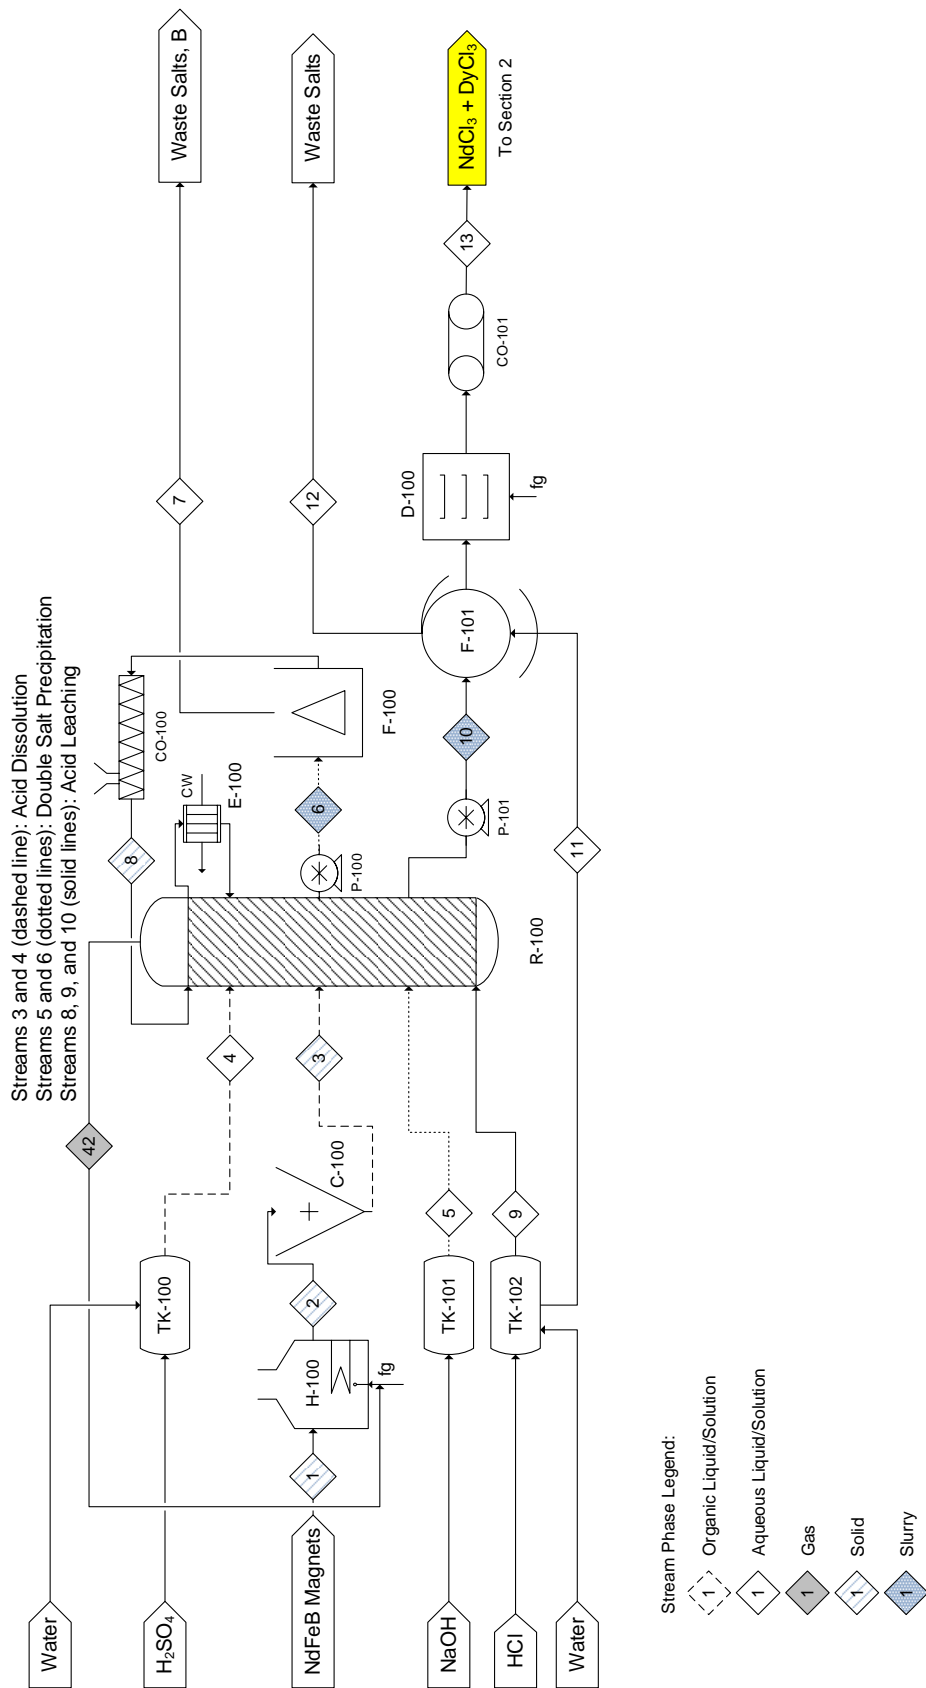 Streams 3 and 4 (dashed line): Acid Dissolution
Streams 5 and 6 (dotted lines): Double Salt Precipitation
Streams 8, 9, and 10 (solid lines): Acid Leaching
Water
H₂SO₄
NdFeB Magnets
NaOH
HCl
Water
TK-100
1
H-100
fg
2
C-100
TK-101
TK-102
42
4
3
5
9
11
8
R-100
CO-100
CW
E-100
P-100
6
F-100
P-101
10
F-101
7
12
D-100
fg
CO-101
13
Waste Salts, B
Waste Salts
NdCl₃ + DyCl₃
To Section 2
Stream Phase Legend:
1 Organic Liquid/Solution
1 Aqueous Liquid/Solution
1 Gas
1 Solid
1 Slurry